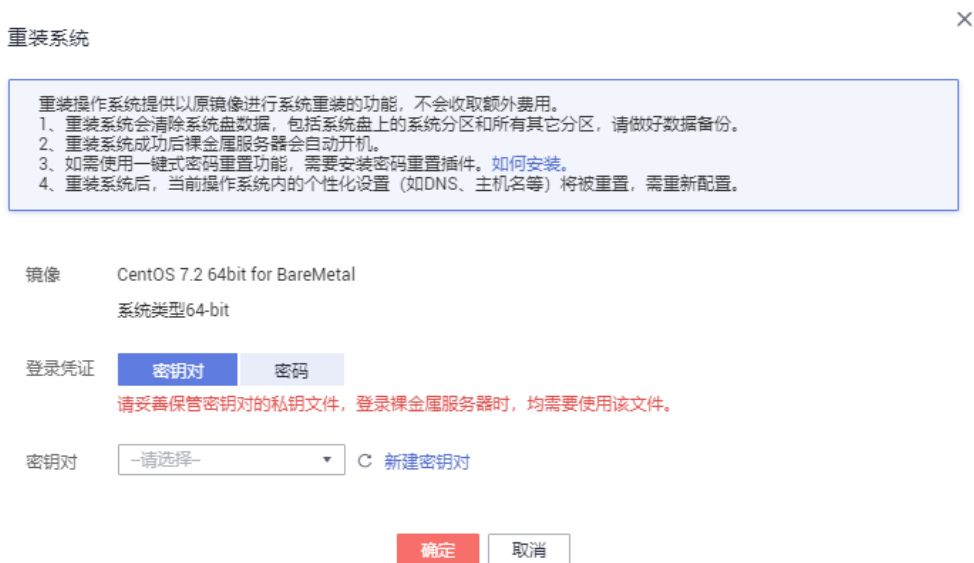 重装系统
重装操作系统提供以原镜像进行系统重装的功能，不会收取额外费用。
1、重装系统会清除系统盘数据，包括系统盘上的系统分区和所有其它分区，请做好数据备份。
2、重装系统成功后裸金属服务器会自动开机。
3、如需使用一键式密码重置功能，需要安装密码重置插件。如何安装。
4、重装系统后，当前操作系统内的个性化设置（如DNS、主机名等）将被重置，需重新配置。
镜像 CentOS 7.2 64bit for BareMetal
系统类型64-bit
登录凭证 密钥对 密码
请妥善保管密钥对的私钥文件，登录裸金属服务器时，均需要使用该文件。
密钥对 --请选择-- 新建密钥对
确定 取消